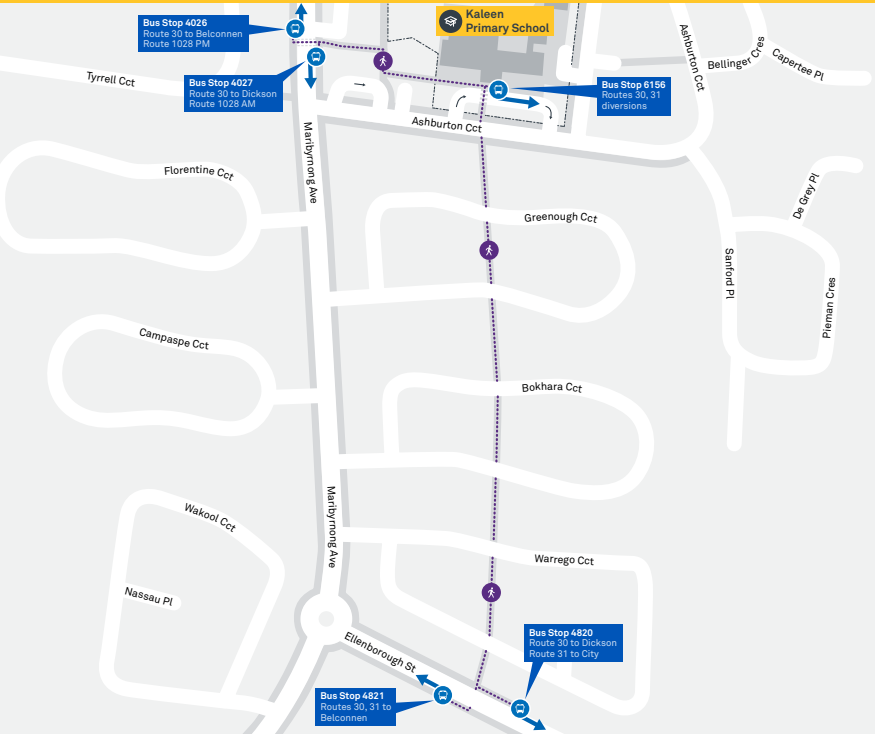 Bus Stop 4026
Route 30 to Belconnen
Route 1028 PM
Kaleen
Primary School
Ashburton Cct
Bellinger Cres
Capertee Pl
Tyrrell Cct
Bus Stop 4027
Route 30 to Dickson
Route 1028 AM
Bus Stop 6156
Routes 30, 31
diversions
Ashburton Cct
Maribyrnong Ave
Florentine Cct
De Grey Pl
Greenough Cct
Sanford Pl
Pieman Cres
Campaspe Cct
Bokhara Cct
Wakool Cct
Maribyrnong Ave
Warrego Cct
Nassau Pl
Ellenborough St
Bus Stop 4820
Route 30 to Dickson
Route 31 to City
Bus Stop 4821
Routes 30, 31 to
Belconnen